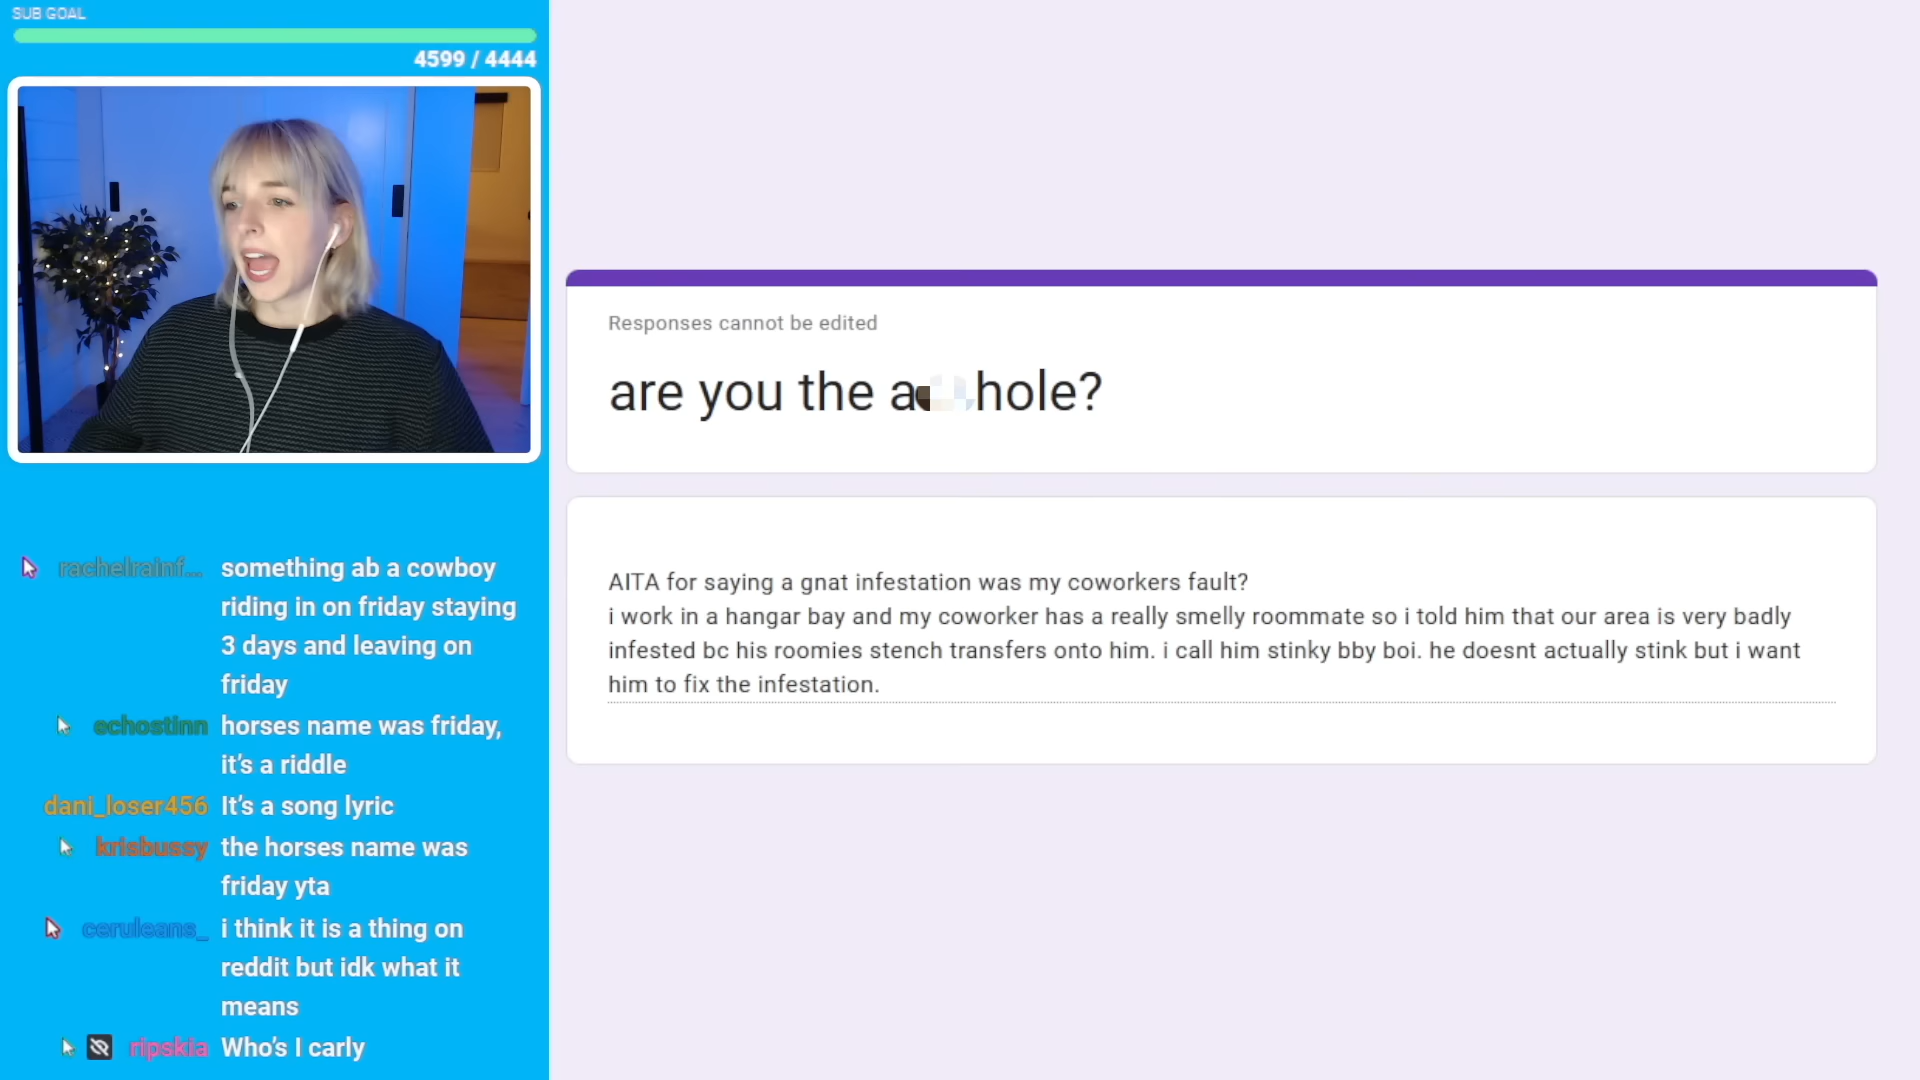 SUB GOAL
4599 / 4444
rachelrainf... something ab a cowboy
riding in on friday staying
3 days and leaving on
friday
echostinn horses name was friday,
it's a riddle
dani_loser456 It's a song lyric
krisbussy the horses name was
friday yta
ceruleans_ i think it is a thing on
reddit but idk what it
means
ripskia Who's I carly
Responses cannot be edited
are you the a hole?
AITA for saying a gnat infestation was my coworkers fault?
i work in a hangar bay and my coworker has a really smelly roommate so i told him that our area is very badly
infested bc his roomies stench transfers onto him. i call him stinky bby boi. he doesnt actually stink but i want
him to fix the infestation.